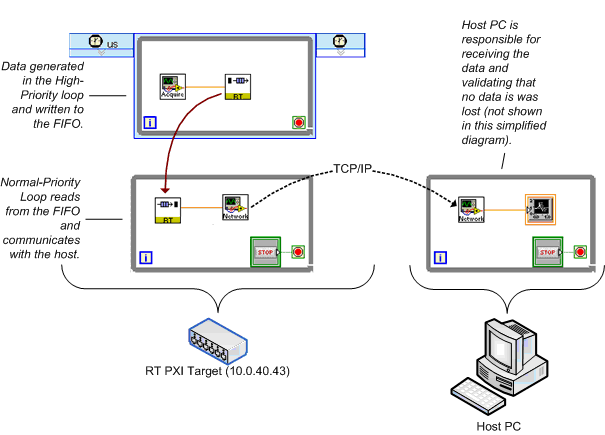 us
Data generated
in the High-
Priority loop
and written to
the FIFO.
Acquire
RT
i
Host PC is
responsible for
receiving the
data and
validating that
no data is was
lost (not shown
in this simplified
diagram).
Normal-Priority
Loop reads
from the FIFO
and
communicates
with the host.
RT
Network
STOP
i
TCP/IP
Network
STOP
i
RT PXI Target (10.0.40.43)
Host PC